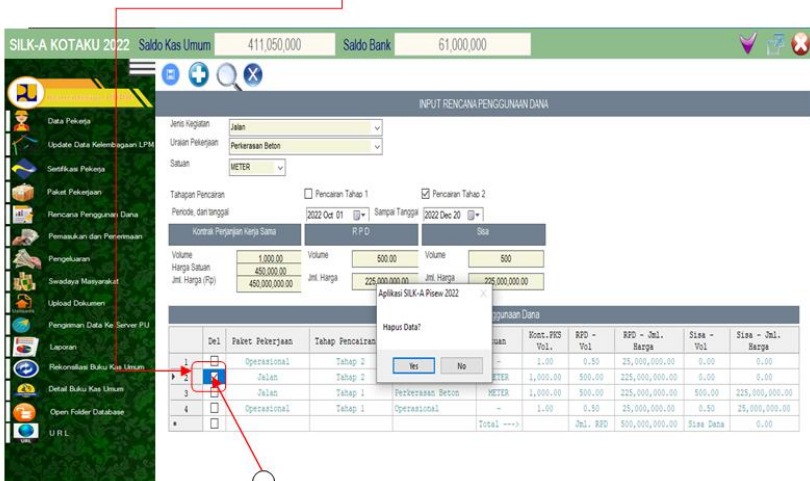 SILK-A KOTAKU 2022 Saldo Kas Umum 411,050,000 Saldo Bank 61,000,000
INPUT RENCANA PENGGUNAAN DANA
Jenis Kegiatan Jalan
Uraian Pekerjaan Perkerasan Beton
Satuan METER
Tahapan Pencairan Pencairan Tahap 1 Pencairan Tahap 2
Periode, dari tanggal 2022 Oct 01 Sampai Tanggal 2022 Dec 20
Kontrak Perjanjian Kerja Sama R P D Sisa
Volume 1,000.00 Volume 500.00 Volume 500
Harga Satuan 450,000.00
Jml. Harga (Rp) 450,000,000.00 Jml. Harga 225,000,000.00 Jml. Harga 225,000,000.00
Data Pekerja
Update Data Kelembagaan LPM
Sertifikasi Pekerja
Paket Pekerjaan
Rencana Penggunan Dana
Pemasukan dan Penerimaan
Pengeluaran
Swadaya Masyarakat
Upload Dokumen
Pengiriman Data Ke Server PU
Laporan
Rekonsiliasi Buku Kas Umum
Detail Buku Kas Umum
Open Folder Database
URL
Aplikasi SILK-A Pisew 2022
Hapus Data?
Yes No
ggunaan Dana
Del Paket Pekerjaan Tahap Pencairan uan Kont.PKS Vol. RPD - Vol RPD - Jml. Harga Sisa - Vol Sisa - Jml. Harga
1 Operasional Tahap 2 - 1.00 0.50 25,000,000.00 0.00 0.00
2 Jalan Tahap 2 METER 1,000.00 500.00 225,000,000.00 0.00 0.00
3 Jalan Tahap 1 Perkerasan Beton METER 1,000.00 500.00 225,000,000.00 500.00 225,000,000.00
4 Operasional Tahap 1 Operasional - 1.00 0.50 25,000,000.00 0.50 25,000,000.00
Total ---> Jml. RPD 500,000,000.00 Sisa Dana 0.00